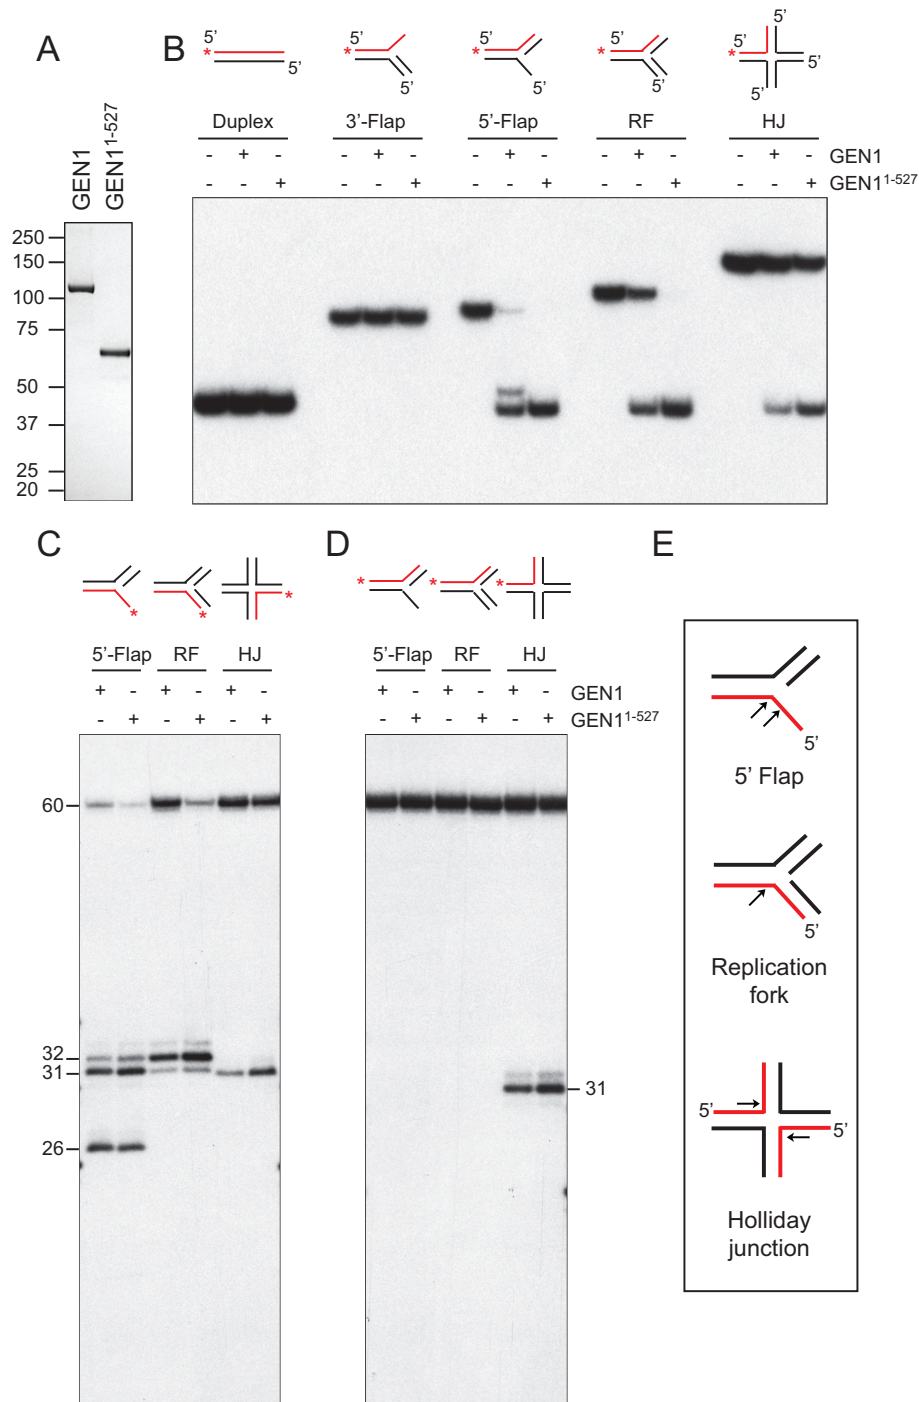 A
GEN1
GEN1¹⁻⁵²⁷
250
150
100
75
50
37
25
20
B
5' * 5'
5' * 5'
5' * 5'
5' * 5'
5' 5' * 5' 5'
Duplex 3'-Flap 5'-Flap RF HJ
- + - - + - - + - - + - - + - GEN1
- - + - - + - - + - - + - - + GEN1¹⁻⁵²⁷
C
* * *
5'-Flap RF HJ
+ - + - + - GEN1
- + - + - + GEN1¹⁻⁵²⁷
60
32
31
26
D
* * *
5'-Flap RF HJ
+ - + - + -
- + - + - +
31
E
5'
5' Flap
5'
Replication
fork
5' 5'
Holliday
junction